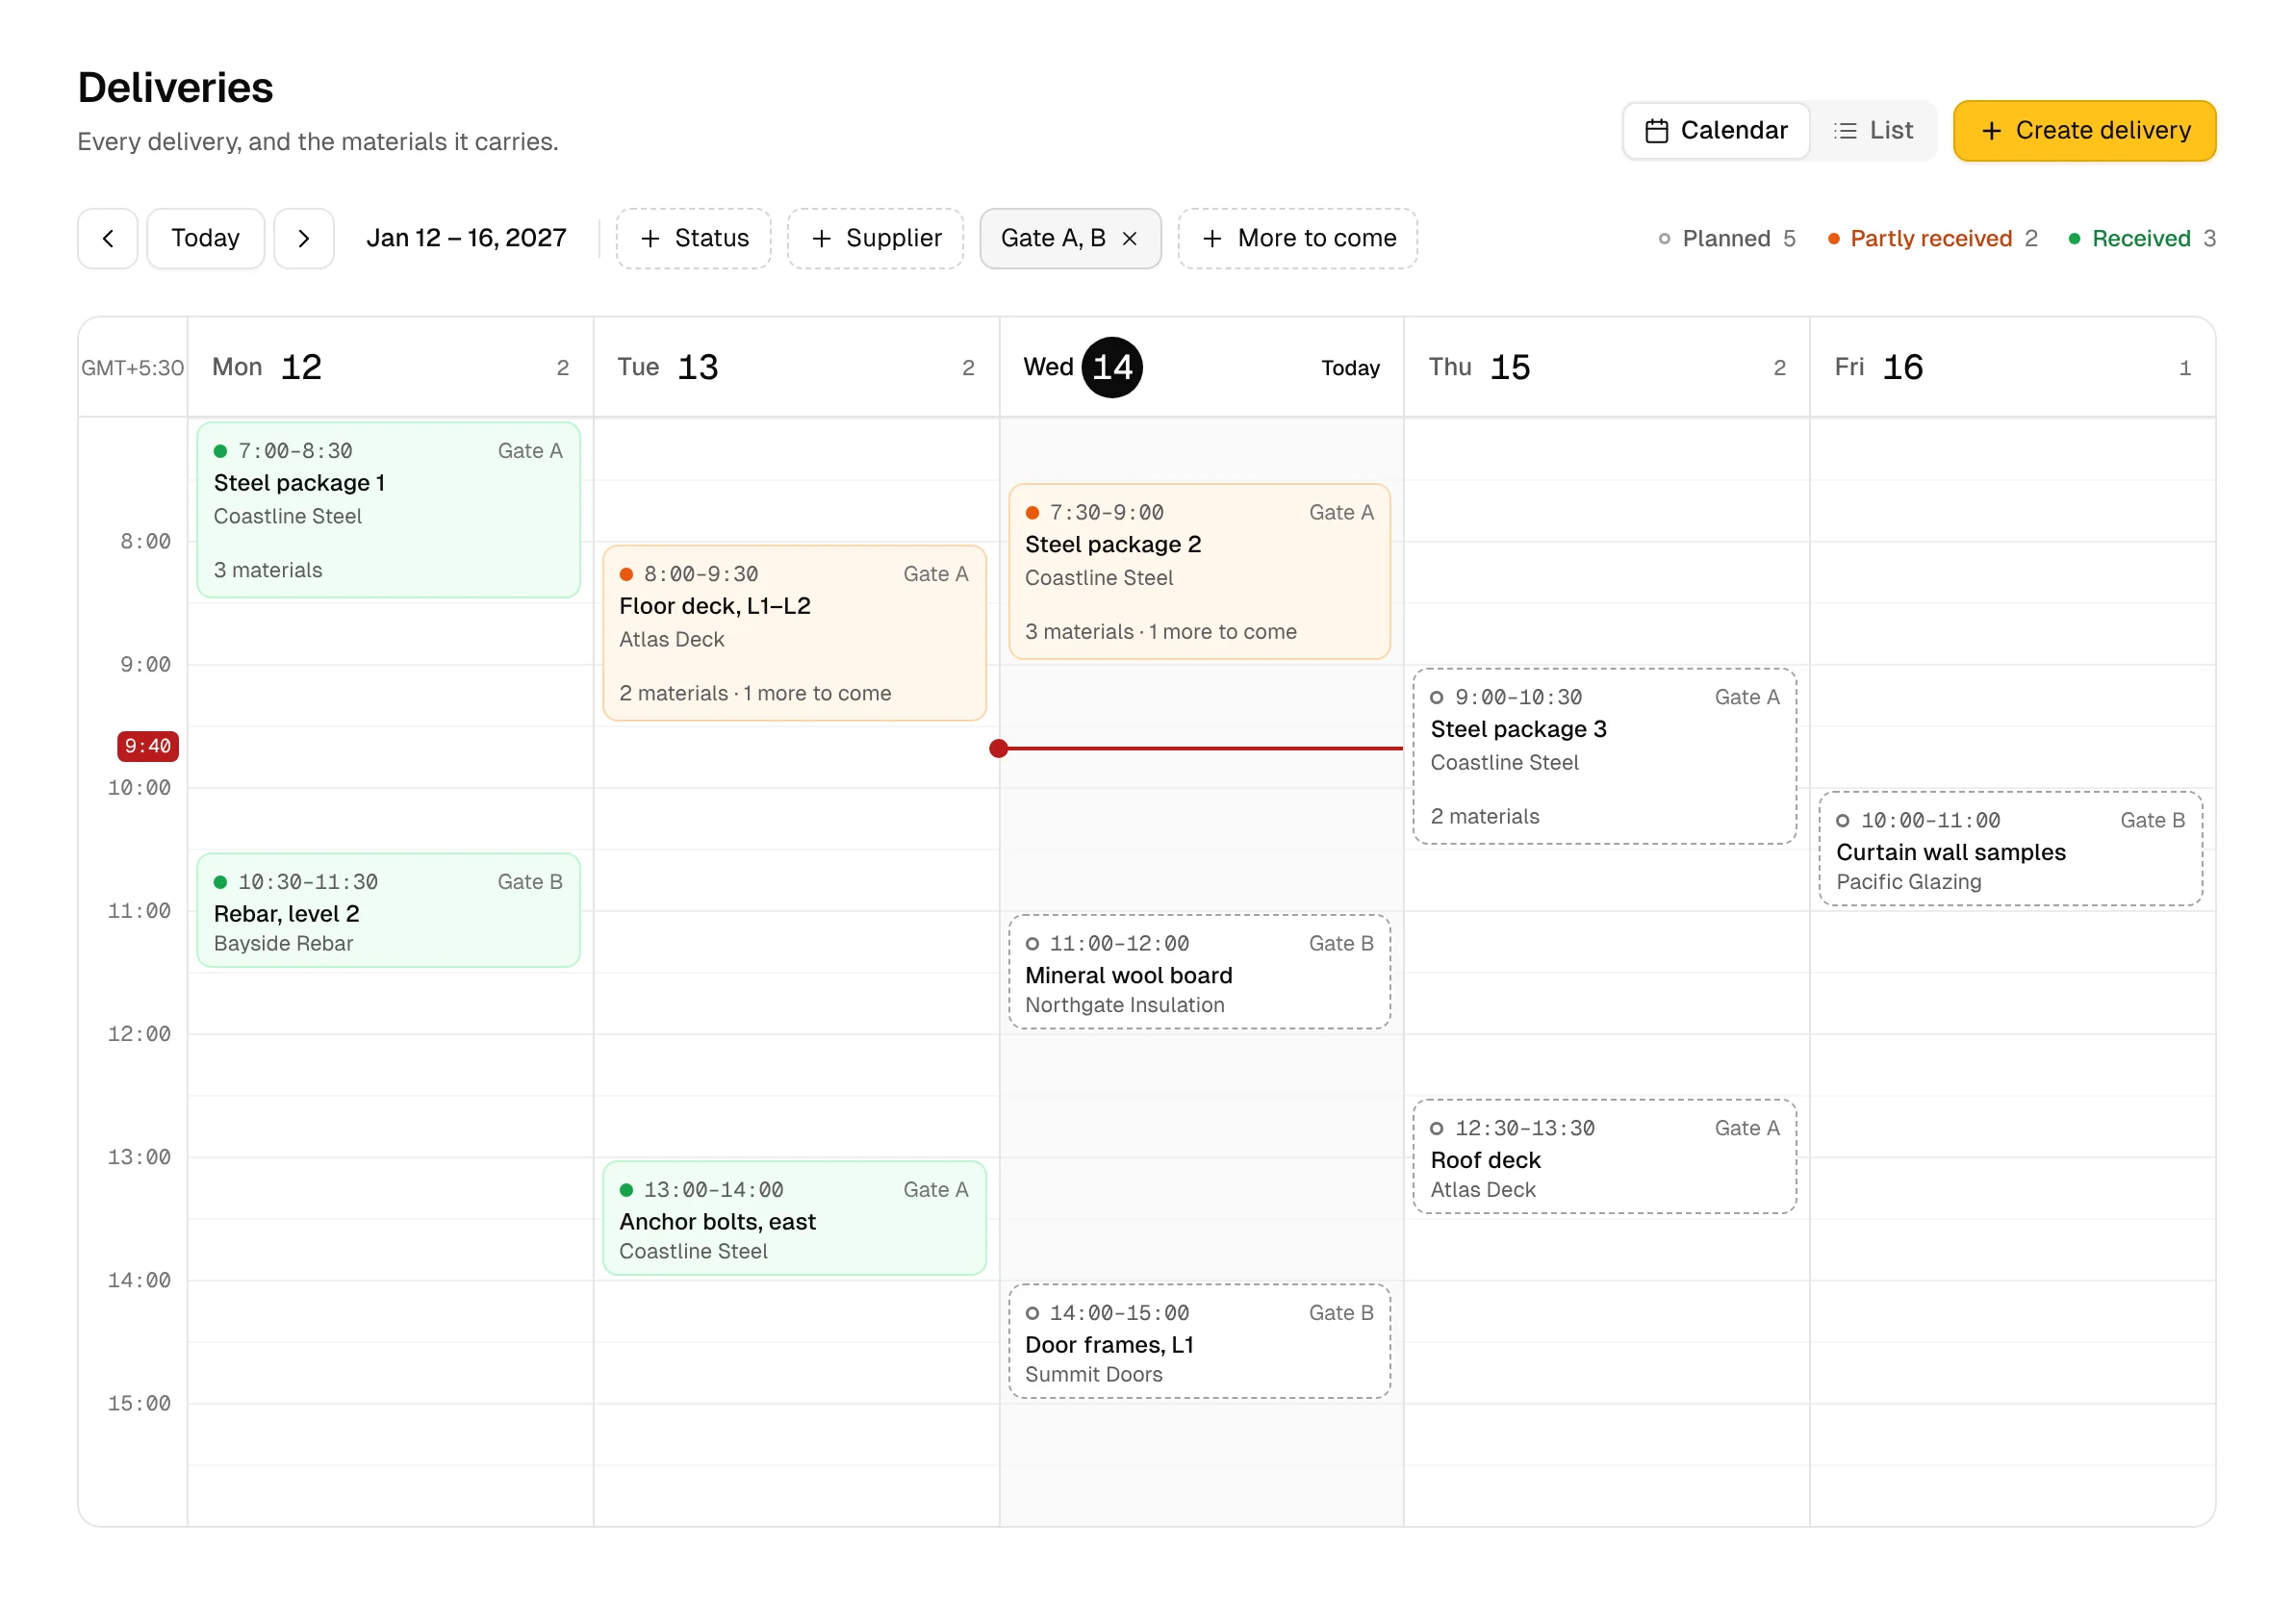 Deliveries
Every delivery, and the materials it carries.
Calendar
List
+ Create delivery
Today
Jan 12 – 16, 2027
+ Status
+ Supplier
Gate A, B ×
+ More to come
Planned 5
Partly received 2
Received 3
GMT+5:30
Mon 12 2
Tue 13 2
Wed 14 Today
Thu 15 2
Fri 16 1
8:00
9:00
9:40
10:00
11:00
12:00
13:00
14:00
15:00
7:00–8:30 Gate A
Steel package 1
Coastline Steel
3 materials
10:30–11:30 Gate B
Rebar, level 2
Bayside Rebar
8:00–9:30 Gate A
Floor deck, L1–L2
Atlas Deck
2 materials · 1 more to come
13:00–14:00 Gate A
Anchor bolts, east
Coastline Steel
7:30–9:00 Gate A
Steel package 2
Coastline Steel
3 materials · 1 more to come
11:00–12:00 Gate B
Mineral wool board
Northgate Insulation
14:00–15:00 Gate B
Door frames, L1
Summit Doors
9:00–10:30 Gate A
Steel package 3
Coastline Steel
2 materials
12:30–13:30 Gate A
Roof deck
Atlas Deck
10:00–11:00 Gate B
Curtain wall samples
Pacific Glazing